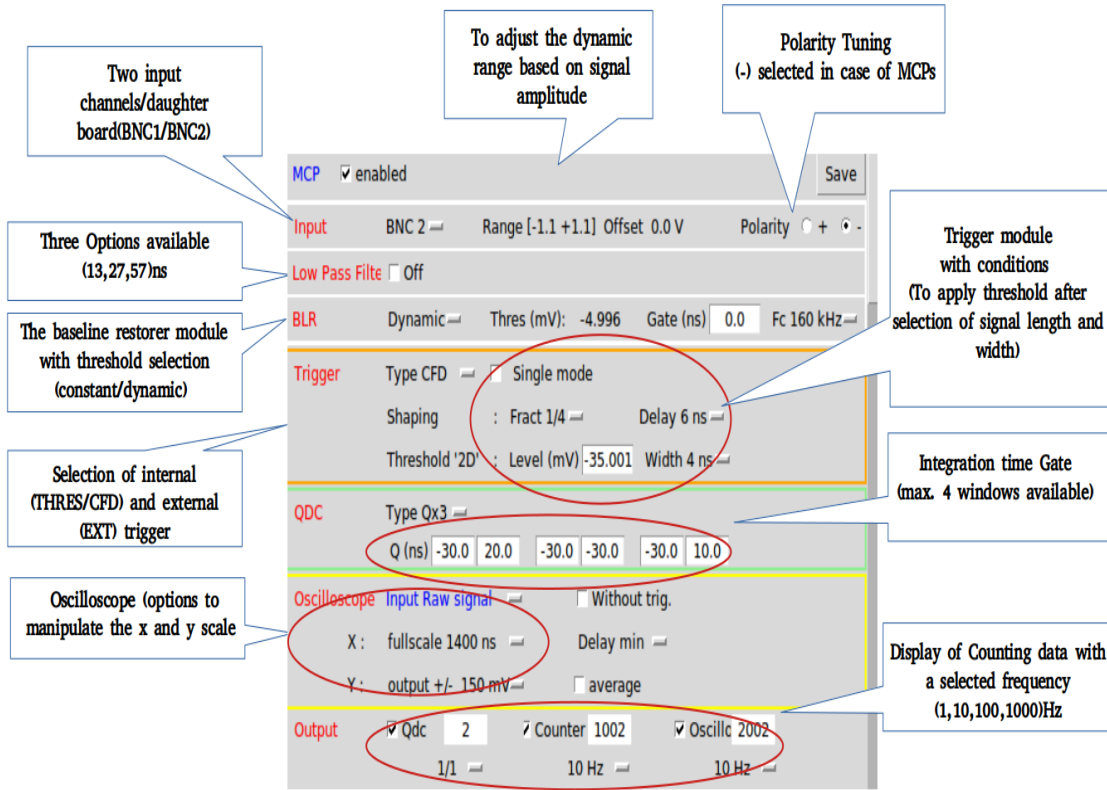 To adjust the dynamic
range based on signal
amplitude
Polarity Tuning
(-) selected in case of MCPs
Two input
channels/daughter
board(BNC1/BNC2)
Three Options available
(13,27,57)ns
The baseline restorer module
with threshold selection
(constant/dynamic)
Selection of internal
(THRES/CFD) and external
(EXT) trigger
Oscilloscope (options to
manipulate the x and y scale
MCP enabled Save
Input BNC 2 Range [-1.1 +1.1] Offset 0.0 V Polarity + -
Low Pass Filte Off
BLR Dynamic Thres (mV): -4.996 Gate (ns) 0.0 Fc 160 kHz
Trigger Type CFD Single mode
Shaping : Fract 1/4 Delay 6 ns
Threshold '2D' : Level (mV) -35.001 Width 4 ns
QDC Type Qx3
Q (ns) -30.0 20.0 -30.0 -30.0 -30.0 10.0
Oscilloscope Input Raw signal Without trig.
X : fullscale 1400 ns Delay min
Y : output +/- 150 mV average
Output Qdc 2 Counter 1002 Oscillo 2002
1/1 10 Hz 10 Hz
Trigger module
with conditions
(To apply threshold after
selection of signal length and
width)
Integration time Gate
(max. 4 windows available)
Display of Counting data with
a selected frequency
(1,10,100,1000)Hz